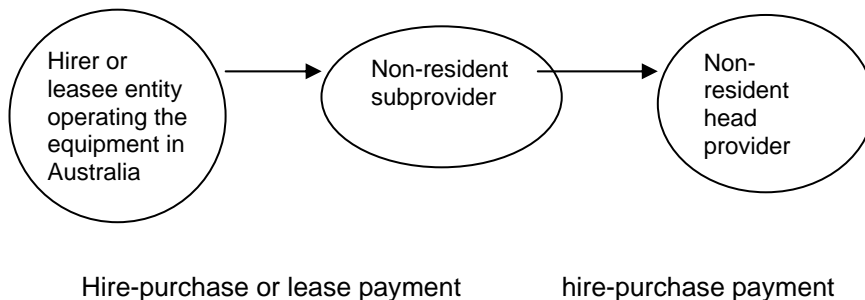 Hirer or
leasee entity
operating the
equipment in
Australia
Non-resident
subprovider
Non-
resident
head
provider
Hire-purchase or lease payment
hire-purchase payment